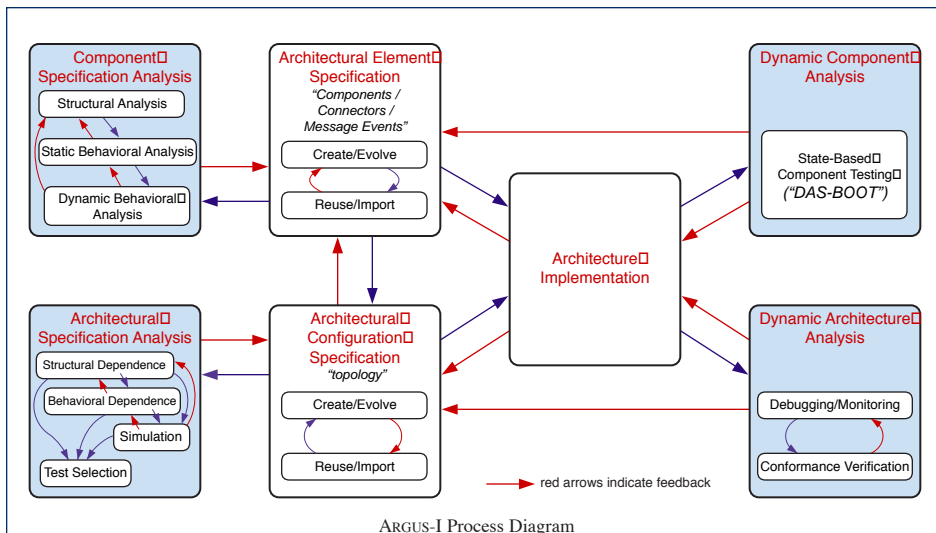 Component
Specification Analysis
Structural Analysis
Static Behavioral Analysis
Dynamic Behavioral
Analysis
Architectural Element
Specification
"Components /
Connectors /
Message Events"
Create/Evolve
Reuse/Import
Dynamic Component
Analysis
State-Based
Component Testing
("DAS-BOOT")
Architecture
Implementation
Architectural
Specification Analysis
Structural Dependence
Behavioral Dependence
Simulation
Test Selection
Architectural
Configuration
Specification
"topology"
Create/Evolve
Reuse/Import
Dynamic Architecture
Analysis
Debugging/Monitoring
Conformance Verification
red arrows indicate feedback
ARGUS-I Process Diagram